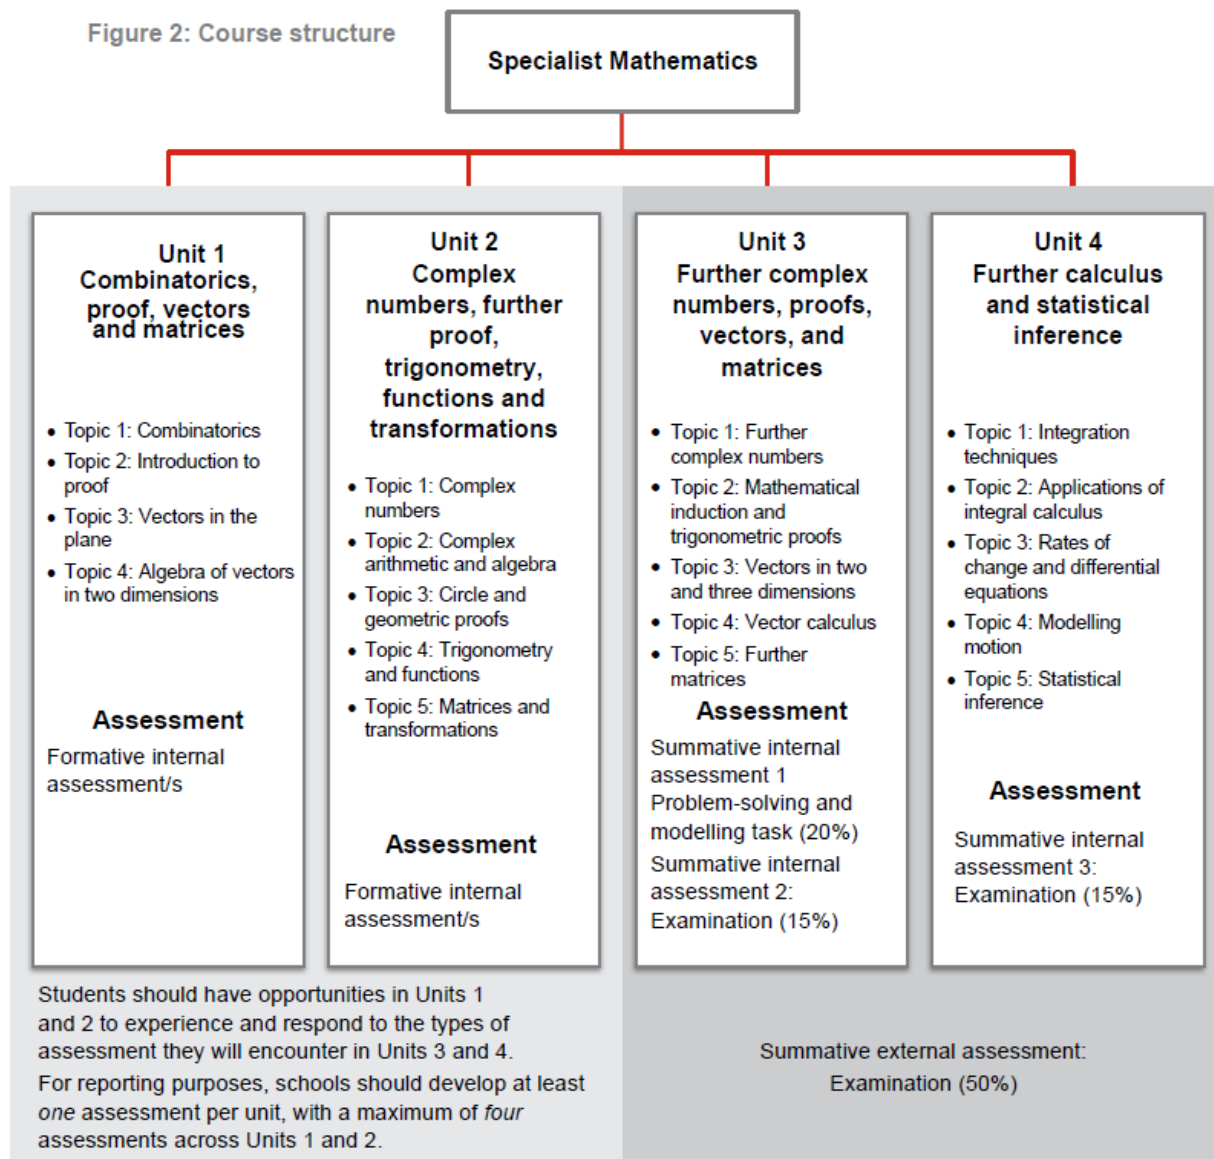 Figure 2: Course structure
Specialist Mathematics
Unit 1
Combinatorics,
proof, vectors
and matrices
• Topic 1: Combinatorics
• Topic 2: Introduction to
proof
• Topic 3: Vectors in the
plane
• Topic 4: Algebra of vectors
in two dimensions
Assessment
Formative internal
assessment/s
Unit 2
Complex
numbers, further
proof,
trigonometry,
functions and
transformations
• Topic 1: Complex
numbers
• Topic 2: Complex
arithmetic and algebra
• Topic 3: Circle and
geometric proofs
• Topic 4: Trigonometry
and functions
• Topic 5: Matrices and
transformations
Assessment
Formative internal
assessment/s
Unit 3
Further complex
numbers, proofs,
vectors, and
matrices
• Topic 1: Further
complex numbers
• Topic 2: Mathematical
induction and
trigonometric proofs
• Topic 3: Vectors in two
and three dimensions
• Topic 4: Vector calculus
• Topic 5: Further
matrices
Assessment
Summative internal
assessment 1
Problem-solving and
modelling task (20%)
Summative internal
assessment 2:
Examination (15%)
Unit 4
Further calculus
and statistical
inference
• Topic 1: Integration
techniques
• Topic 2: Applications of
integral calculus
• Topic 3: Rates of
change and differential
equations
• Topic 4: Modelling
motion
• Topic 5: Statistical
inference
Assessment
Summative internal
assessment 3:
Examination (15%)
Students should have opportunities in Units 1
and 2 to experience and respond to the types of
assessment they will encounter in Units 3 and 4.
For reporting purposes, schools should develop at least
one assessment per unit, with a maximum of four
assessments across Units 1 and 2.
Summative external assessment:
Examination (50%)